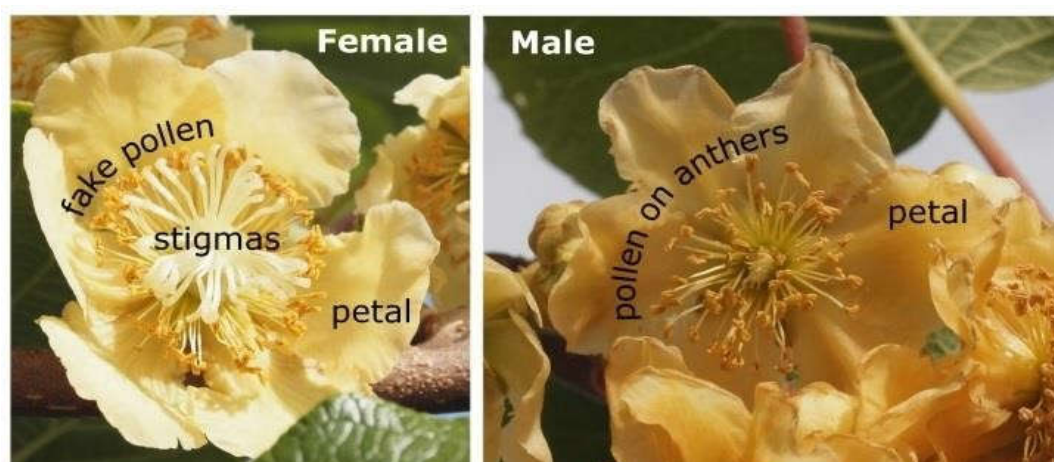 Female
fake pollen
stigmas
petal
Male
pollen on anthers
petal